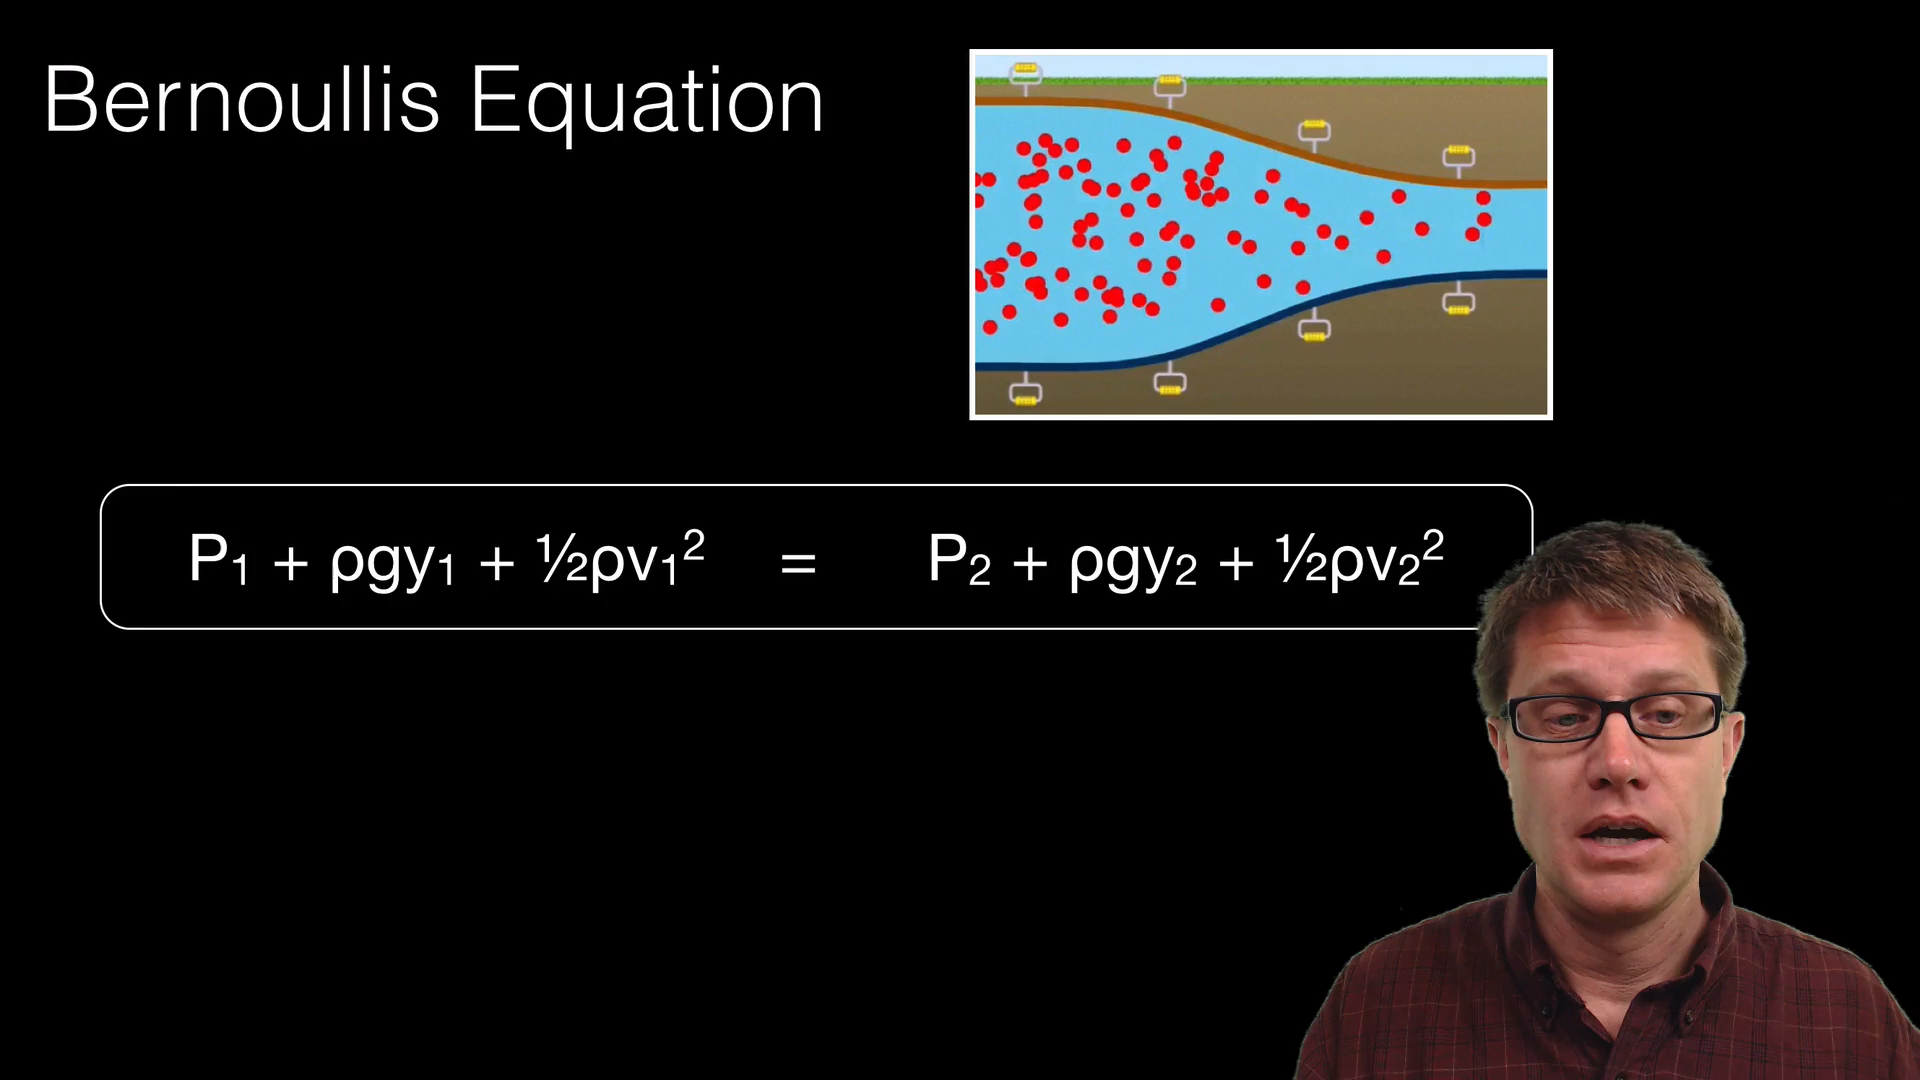 Bernoullis Equation
P₁ + ρgy₁ + ½ρv₁² = P₂ + ρgy₂ + ½ρv₂²